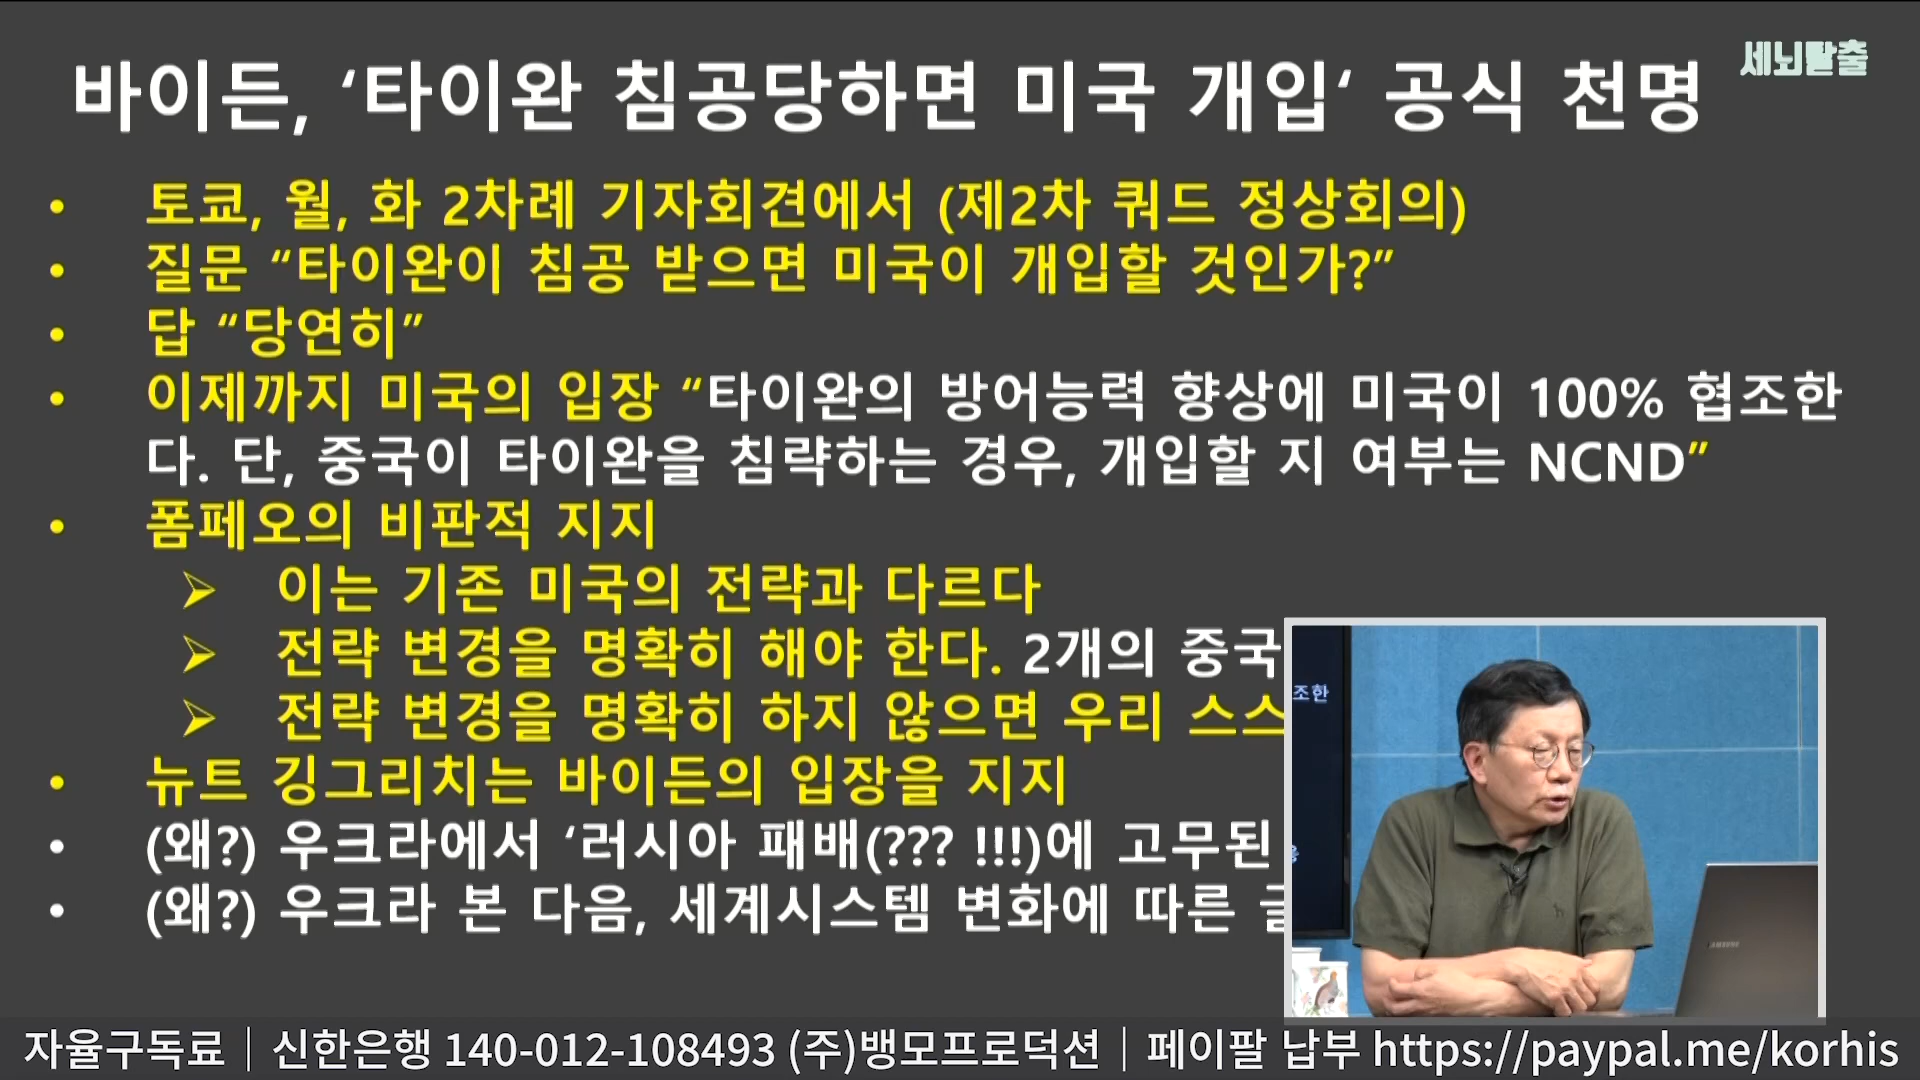 바이든, ‘타이완 침공당하면 미국 개입‘ 공식 천명
세뇌탈출
• 토쿄, 월, 화 2차례 기자회견에서 (제2차 쿼드 정상회의)
• 질문 “타이완이 침공 받으면 미국이 개입할 것인가?”
• 답 “당연히”
• 이제까지 미국의 입장 “타이완의 방어능력 향상에 미국이 100% 협조한
다. 단, 중국이 타이완을 침략하는 경우, 개입할 지 여부는 NCND”
• 폼페오의 비판적 지지
➢ 이는 기존 미국의 전략과 다르다
➢ 전략 변경을 명확히 해야 한다. 2개의 중국
➢ 전략 변경을 명확히 하지 않으면 우리 스스
• 뉴트 깅그리치는 바이든의 입장을 지지
• (왜?) 우크라에서 ‘러시아 패배(??? !!!)에 고무된
• (왜?) 우크라 본 다음, 세계시스템 변화에 따른
조한
SAMSUNG
자율구독료｜신한은행 140-012-108493 (주)뱅모프로덕션｜페이팔 납부 https://paypal.me/korhis